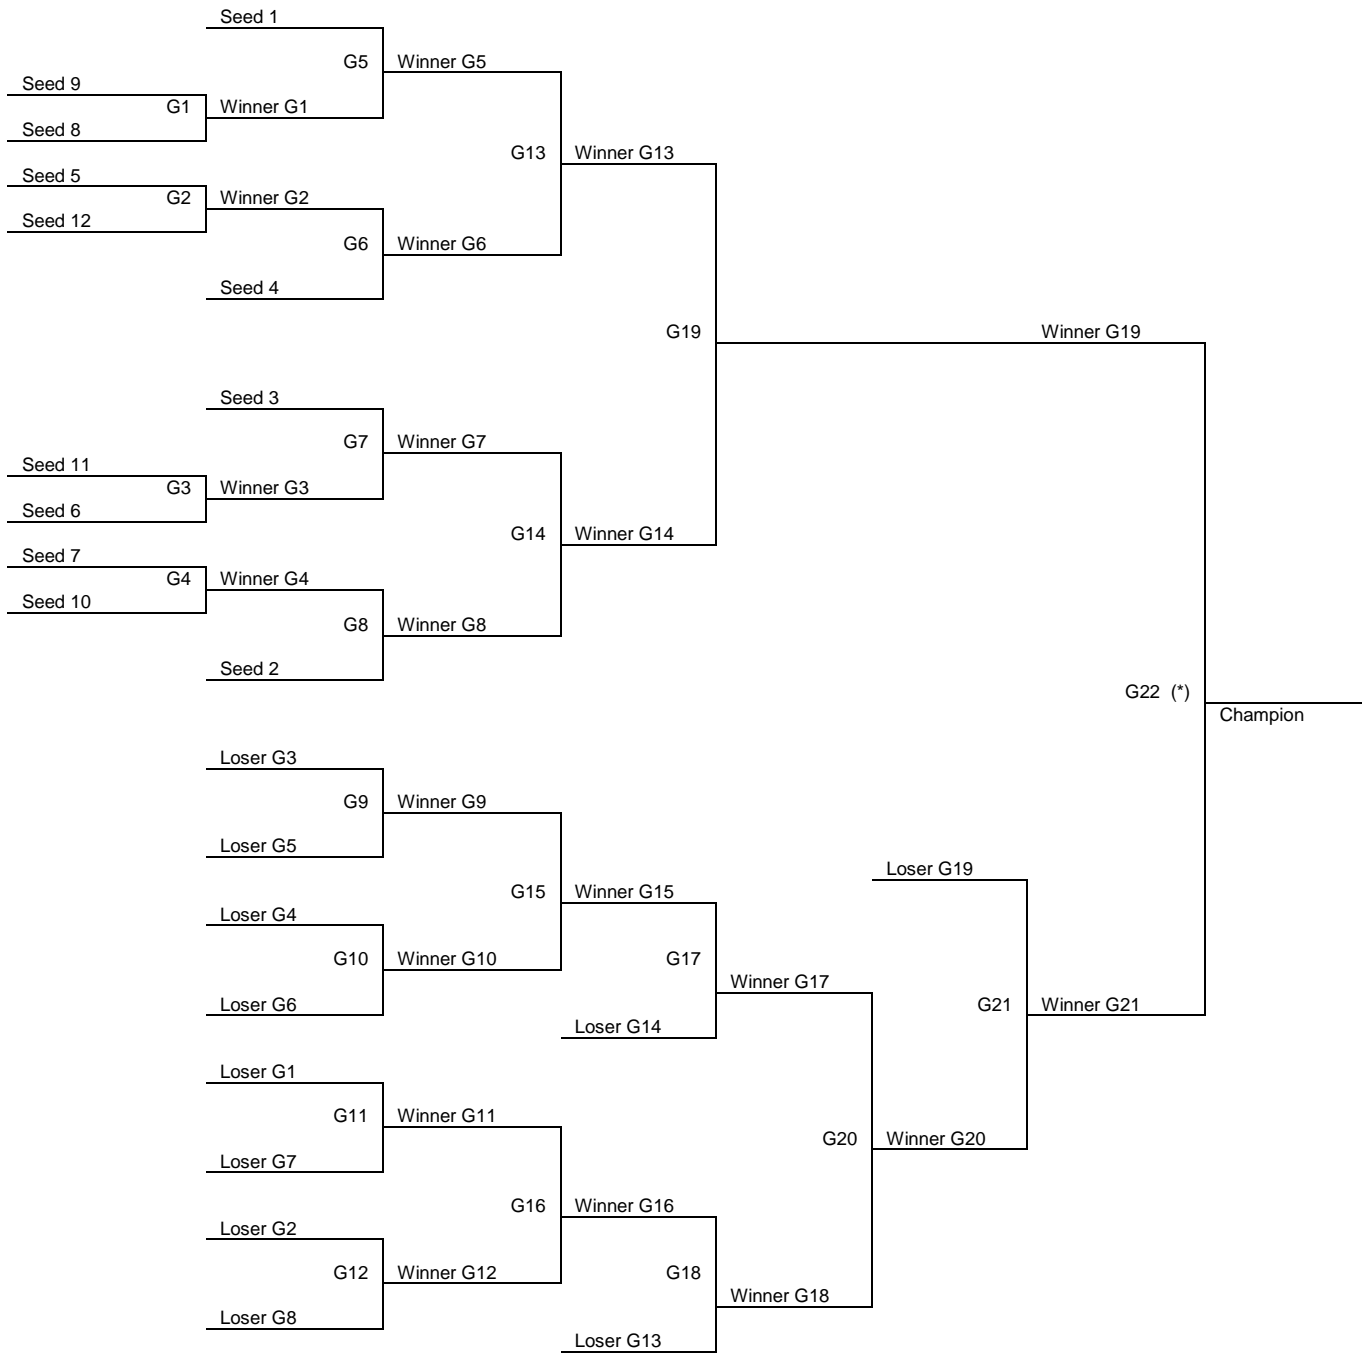 Seed 1
G5 Winner G5
Seed 9
G1 Winner G1
Seed 8
G13 Winner G13
Seed 5
G2 Winner G2
Seed 12
G6 Winner G6
Seed 4
G19 Winner G19
Seed 3
G7 Winner G7
Seed 11
G3 Winner G3
Seed 6
G14 Winner G14
Seed 7
G4 Winner G4
Seed 10
G8 Winner G8
Seed 2
G22 (*)
Champion
Loser G3
G9 Winner G9
Loser G5
Loser G19
G15 Winner G15
Loser G4
G10 Winner G10
G17
Winner G17
Loser G6
G21 Winner G21
Loser G14
Loser G1
G11 Winner G11
G20 Winner G20
Loser G7
G16 Winner G16
Loser G2
G12 Winner G12
G18
Winner G18
Loser G8
Loser G13